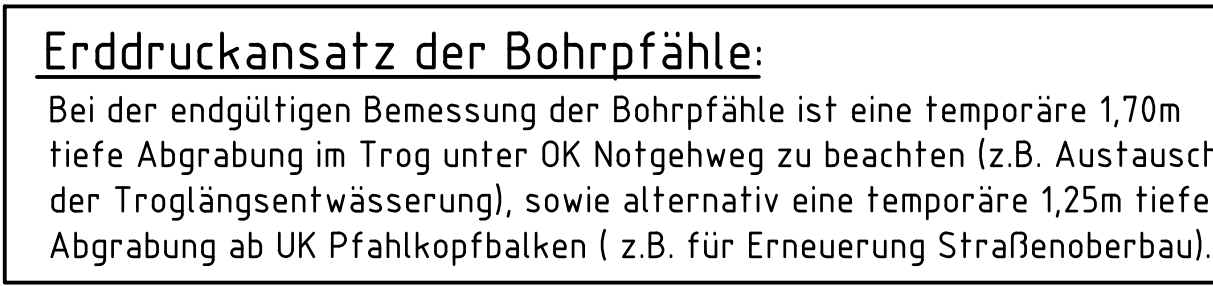 Erddruckansatz der Bohrpfähle:
Bei der endgültigen Bemessung der Bohrpfähle ist eine temporäre 1,70m
tiefe Abgrabung im Trog unter OK Notgehweg zu beachten (z.B. Austausch
der Troglängsentwässerung), sowie alternativ eine temporäre 1,25m tiefe
Abgrabung ab UK Pfahlkopfbalken ( z.B. für Erneuerung Straßenoberbau).